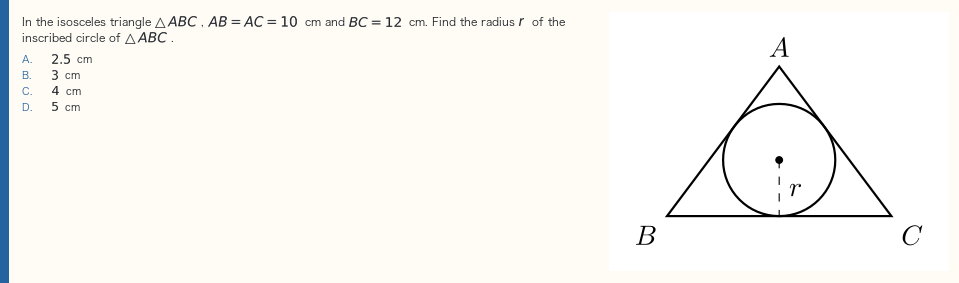 In the isosceles triangle △ABC . AB = AC = 10 cm and BC = 12 cm. Find the radius r of the
inscribed circle of △ABC .
A. 2.5 cm
B. 3 cm
C. 4 cm
D. 5 cm
A
r
B C